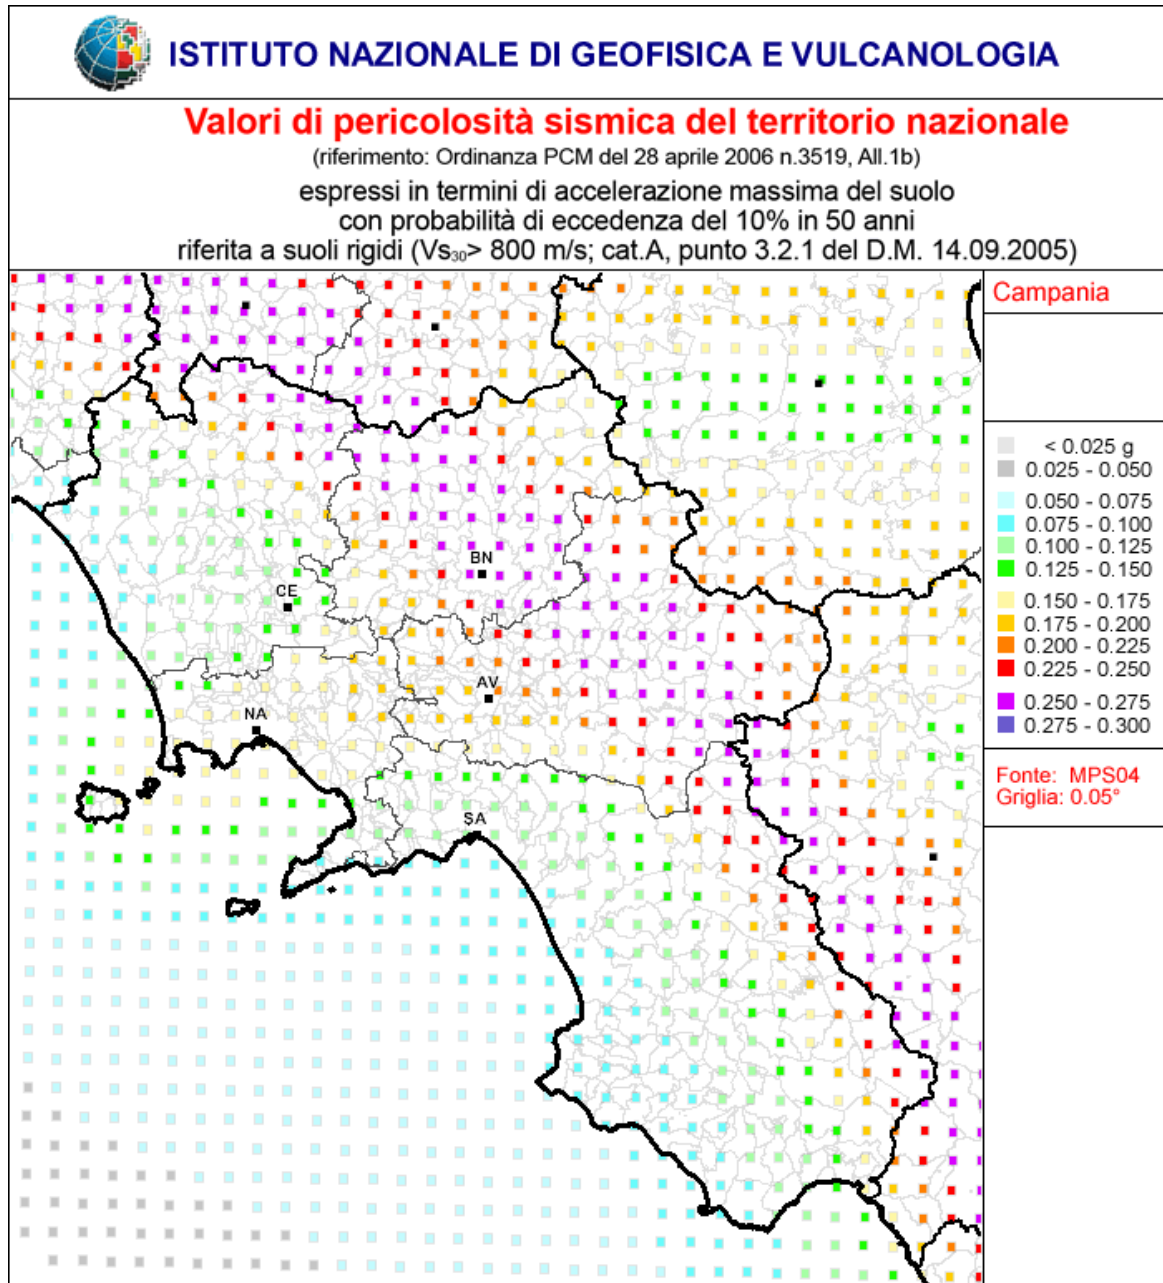 ISTITUTO NAZIONALE DI GEOFISICA E VULCANOLOGIA
Valori di pericolosità sismica del territorio nazionale
(riferimento: Ordinanza PCM del 28 aprile 2006 n.3519, All.1b)
espressi in termini di accelerazione massima del suolo
con probabilità di eccedenza del 10% in 50 anni
riferita a suoli rigidi (Vs₃₀> 800 m/s; cat.A, punto 3.2.1 del D.M. 14.09.2005)
Campania
< 0.025 g
0.025 - 0.050
0.050 - 0.075
0.075 - 0.100
0.100 - 0.125
0.125 - 0.150
0.150 - 0.175
0.175 - 0.200
0.200 - 0.225
0.225 - 0.250
0.250 - 0.275
0.275 - 0.300
Fonte: MPS04
Griglia: 0.05°
BN
CE
AV
NA
SA